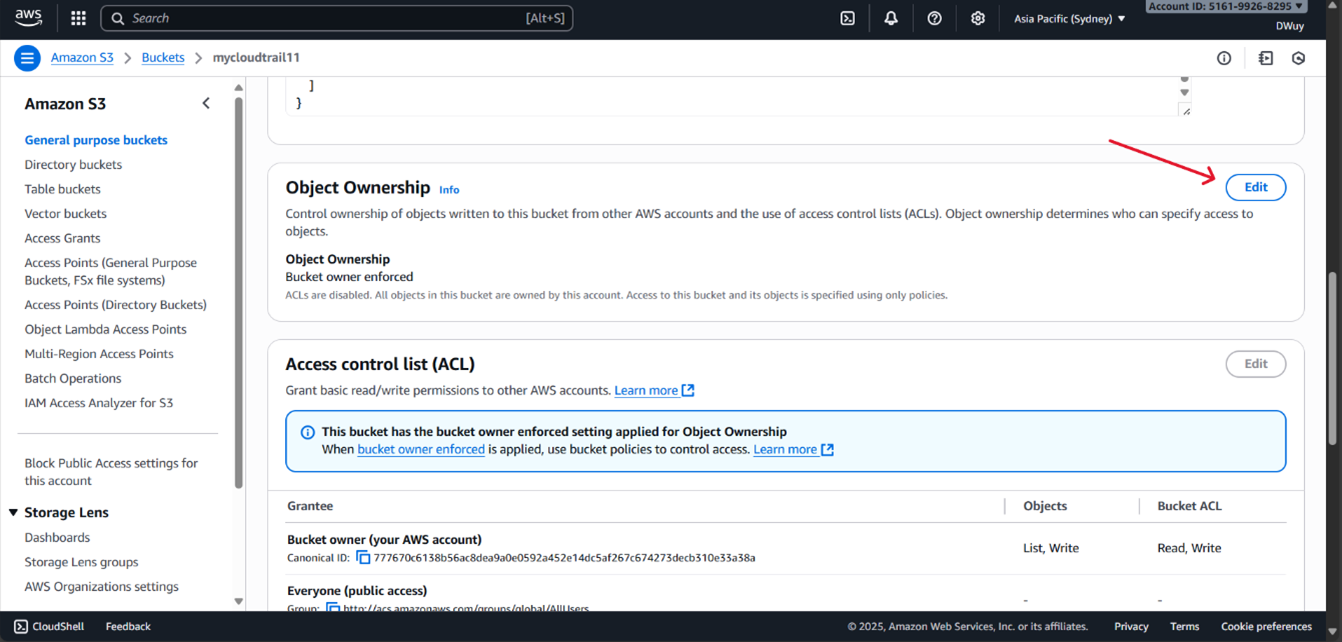 aws
Search [Alt+S]
Asia Pacific (Sydney)
Account ID: 5161-9926-8295
DWuy
Amazon S3 > Buckets > mycloudtrail11
Amazon S3
General purpose buckets
Directory buckets
Table buckets
Vector buckets
Access Grants
Access Points (General Purpose
Buckets, FSx file systems)
Access Points (Directory Buckets)
Object Lambda Access Points
Multi-Region Access Points
Batch Operations
IAM Access Analyzer for S3
Block Public Access settings for
this account
Storage Lens
Dashboards
Storage Lens groups
AWS Organizations settings
]
}
Object Ownership Info
Edit
Control ownership of objects written to this bucket from other AWS accounts and the use of access control lists (ACLs). Object ownership determines who can specify access to
objects.
Object Ownership
Bucket owner enforced
ACLs are disabled. All objects in this bucket are owned by this account. Access to this bucket and its objects is specified using only policies.
Access control list (ACL)
Edit
Grant basic read/write permissions to other AWS accounts. Learn more
This bucket has the bucket owner enforced setting applied for Object Ownership
When bucket owner enforced is applied, use bucket policies to control access. Learn more
Grantee Objects Bucket ACL
Bucket owner (your AWS account)
Canonical ID: 777670c6138b56ac8dea9a0e0592a452e14dc5af267c674273decb310e33a38a
List, Write Read, Write
Everyone (public access)
Group: http://acs.amazonaws.com/groups/global/AllUsers
- -
CloudShell Feedback © 2025, Amazon Web Services, Inc. or its affiliates. Privacy Terms Cookie preferences